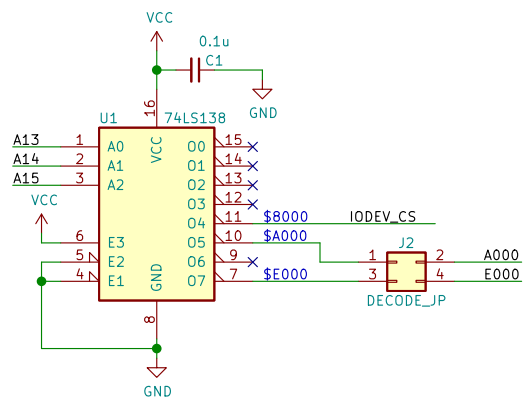 VCC
0.1u
C1
GND
16
U1
74LS138
VCC
A13 1 A0 O0 15
A14 2 A1 O1 14
A15 3 A2 O2 13
O3 12
VCC
O4 11 $8000 IODEV_CS
6 E3 O5 10 $A000
J2
5 E2 O6 9
1 2 A000
4 E1 O7 7 $E000 3 4 E000
GND
DECODE_JP
8
GND